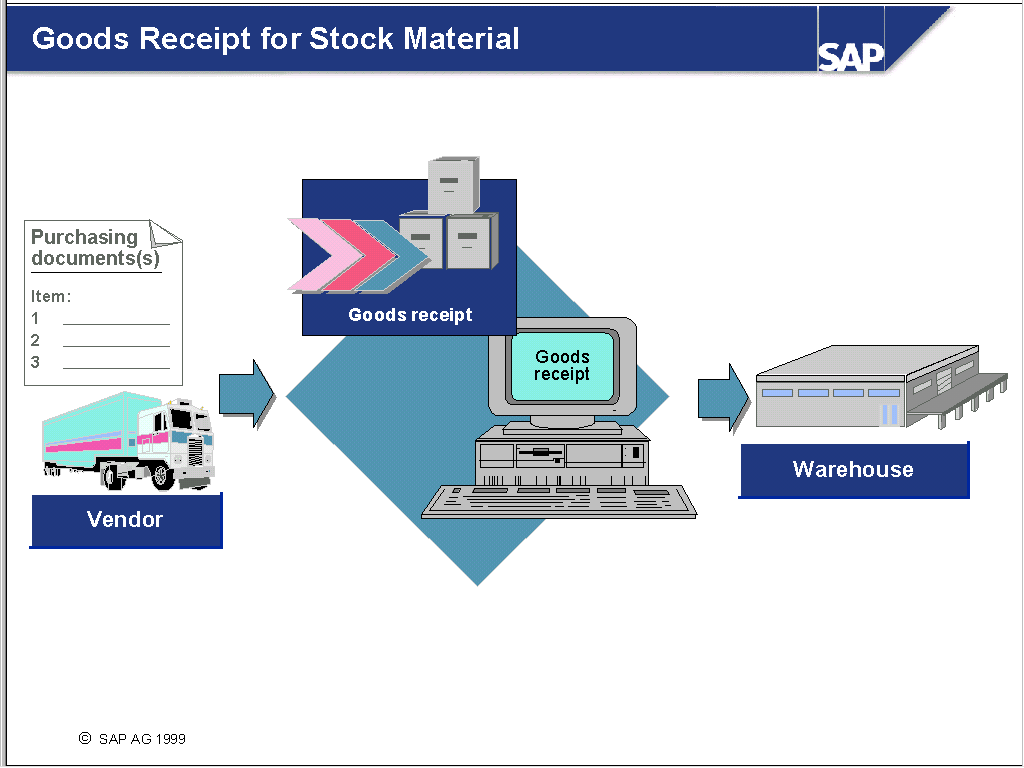 Goods Receipt for Stock Material
SAP
Purchasing
documents(s)
Item:
1
2
3
Goods receipt
Goods
receipt
Vendor
Warehouse
© SAP AG 1999